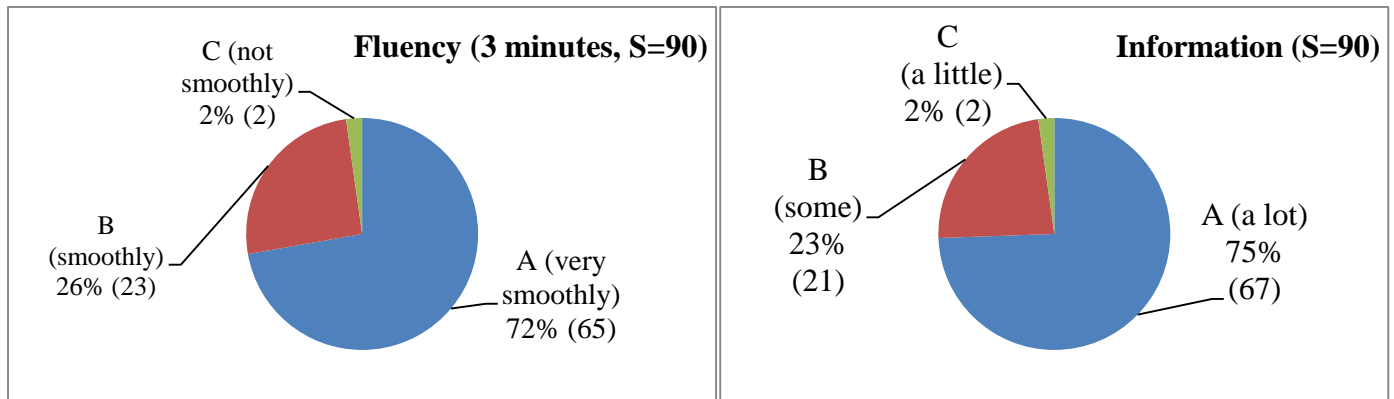 Fluency (3 minutes, S=90)
C (not
smoothly)
2% (2)
B
(smoothly)
26% (23)
A (very
smoothly)
72% (65)
Information (S=90)
C
(a little)
2% (2)
B
(some)
23%
(21)
A (a lot)
75%
(67)